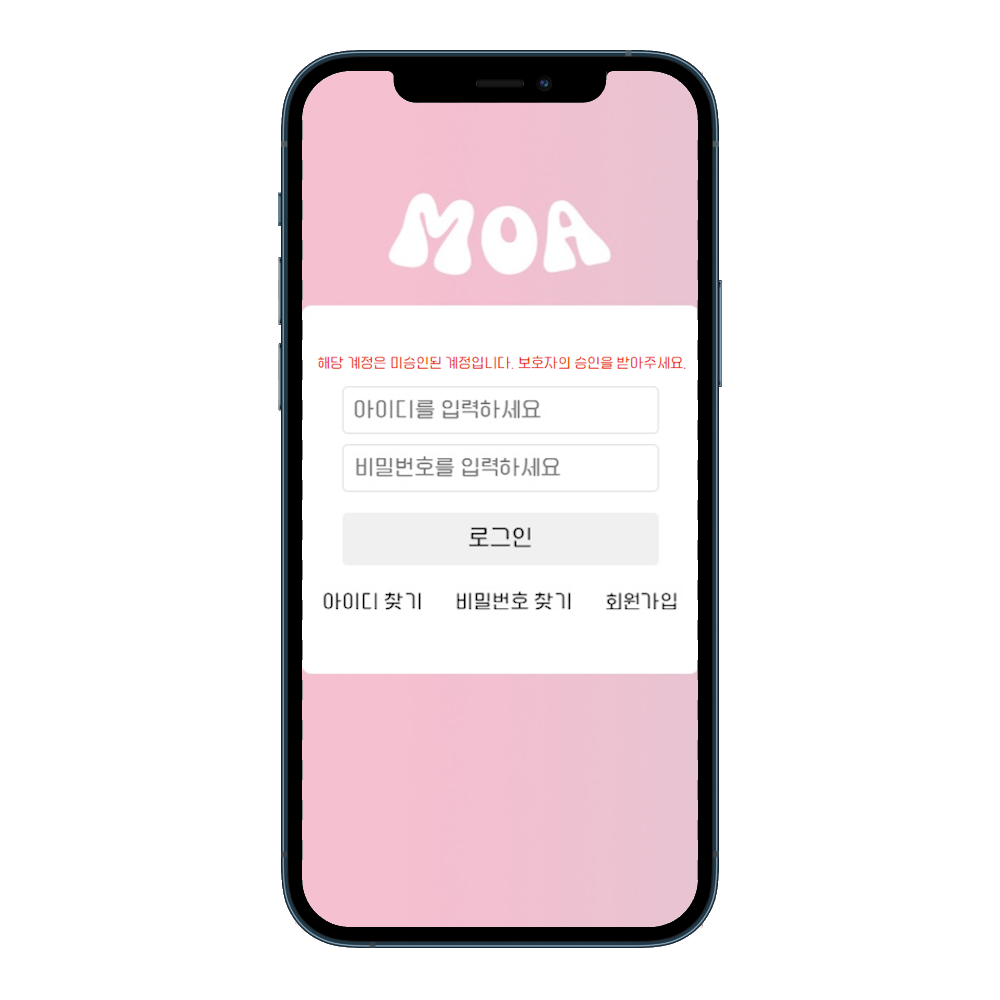 MOA
해당 계정은 미승인된 계정입니다. 보호자의 승인을 받아주세요.
아이디를 입력하세요
비밀번호를 입력하세요
로그인
아이디 찾기 비밀번호 찾기 회원가입